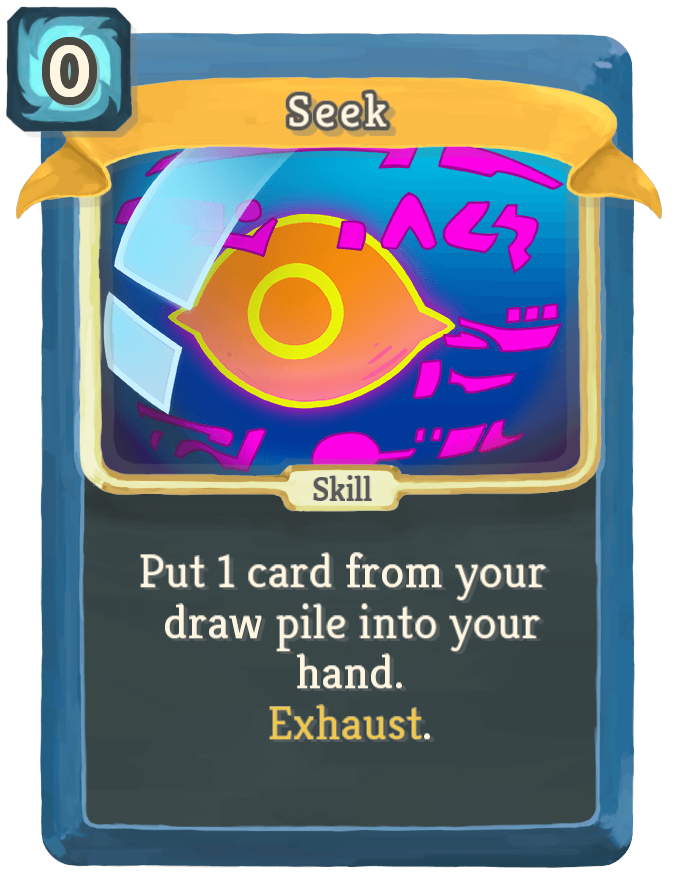 0
Seek
Skill
Put 1 card from your
draw pile into your
hand.
Exhaust.